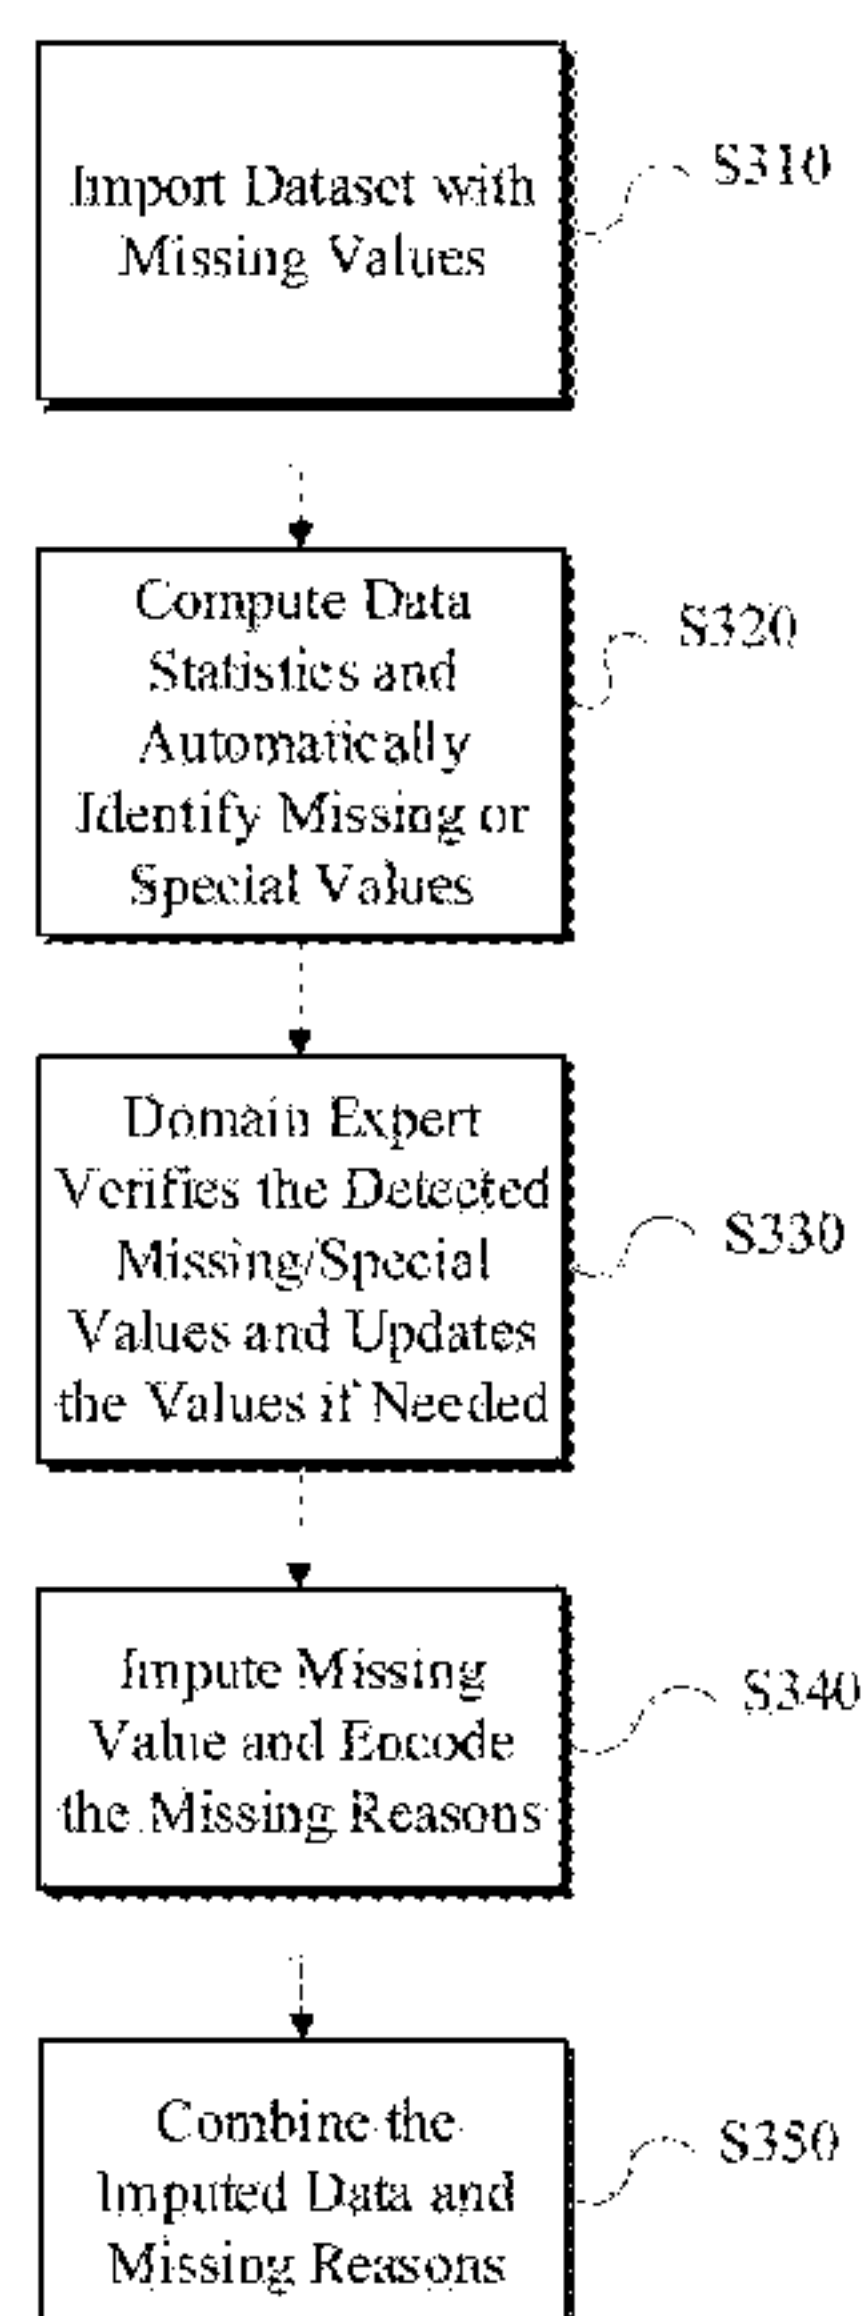 Import Dataset with
Missing Values
S310
Compute Data
Statistics and
Automatically
Identify Missing or
Special Values
S320
Domain Expert
Verifies the Detected
Missing/Special
Values and Updates
the Values if Needed
S330
Impute Missing
Value and Encode
the Missing Reasons
S340
Combine the
Imputed Data and
Missing Reasons
S350